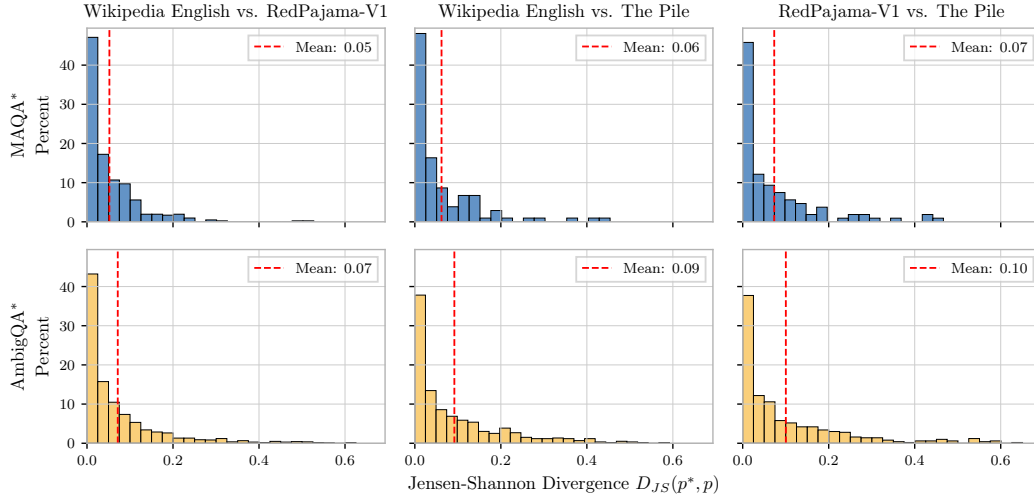 Wikipedia English vs. RedPajama-V1
Wikipedia English vs. The Pile
RedPajama-V1 vs. The Pile
MAQA*
Percent
40
30
20
10
0
Mean: 0.05
Mean: 0.06
Mean: 0.07
AmbigQA*
Percent
40
30
20
10
0
Mean: 0.07
Mean: 0.09
Mean: 0.10
0.0 0.2 0.4 0.6
0.0 0.2 0.4 0.6
0.0 0.2 0.4 0.6
Jensen-Shannon Divergence $D_{JS}(p^*, p)$